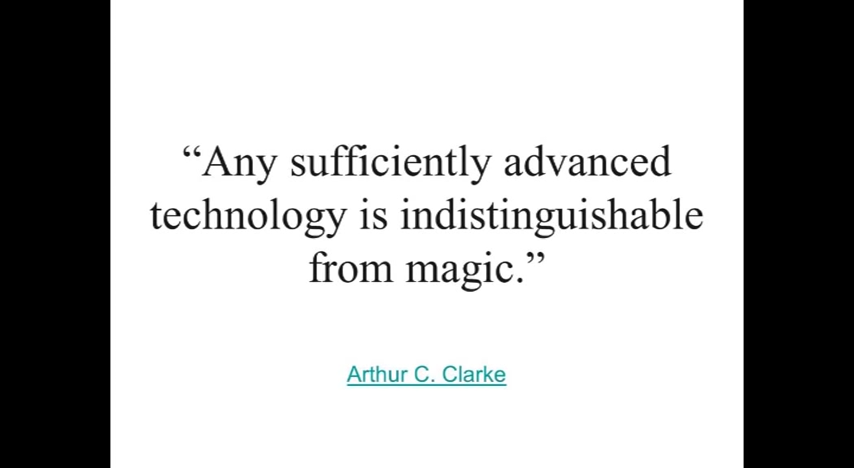 “Any sufficiently advanced
technology is indistinguishable
from magic.”
Arthur C. Clarke